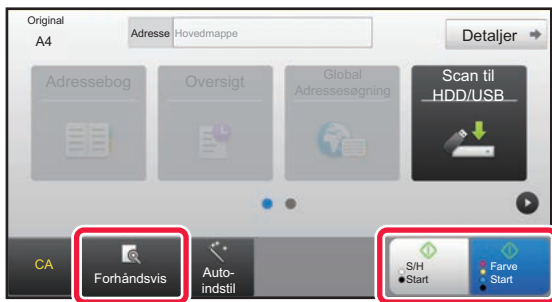 Original
A4
Adresse Hovedmappe
Detaljer
Adressebog
Oversigt
Global
Adressesøgning
Scan til
HDD/USB
CA
Forhåndsvis
Auto-
indstil
S/H
Start
Farve
Start